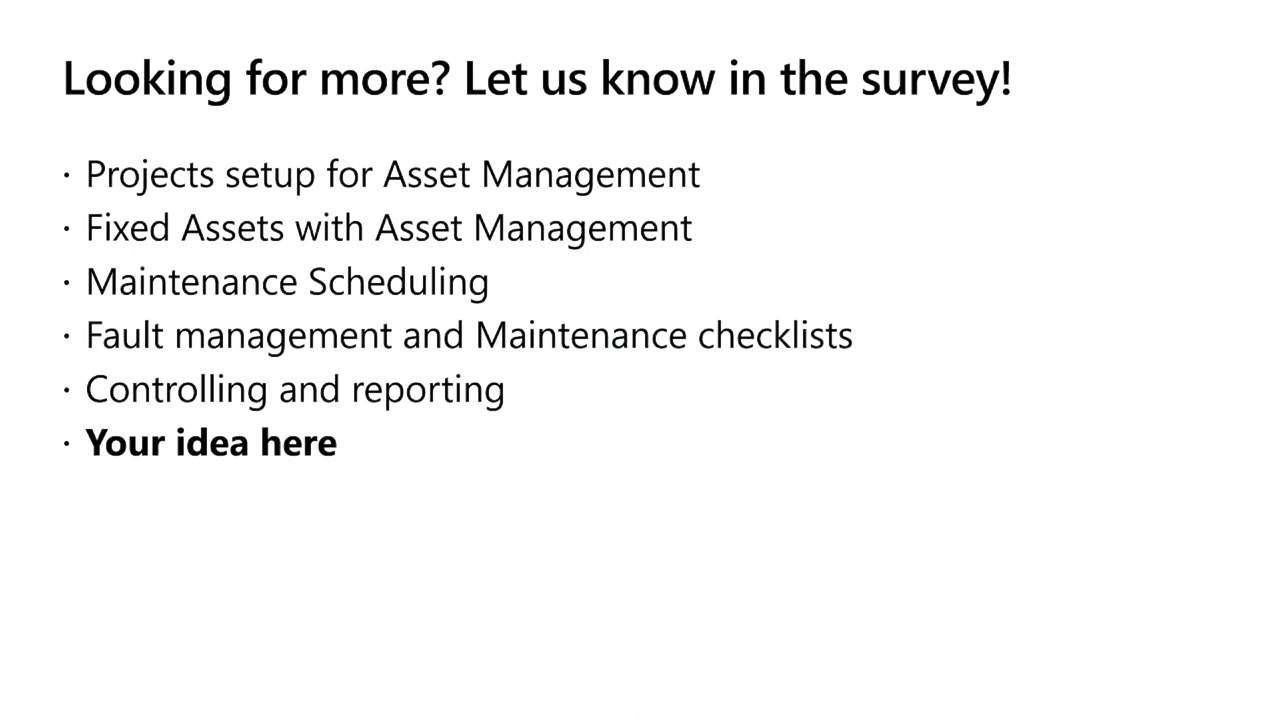 Looking for more? Let us know in the survey!
· Projects setup for Asset Management
· Fixed Assets with Asset Management
· Maintenance Scheduling
· Fault management and Maintenance checklists
· Controlling and reporting
· Your idea here